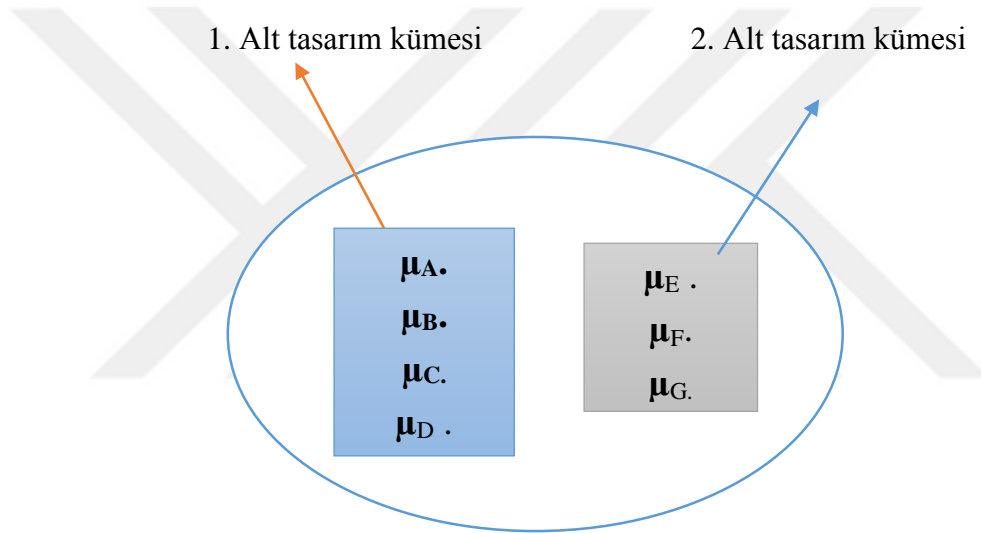 1. Alt tasarım kümesi
2. Alt tasarım kümesi
μA.
μB.
μC.
μD .
μE .
μF.
μG.